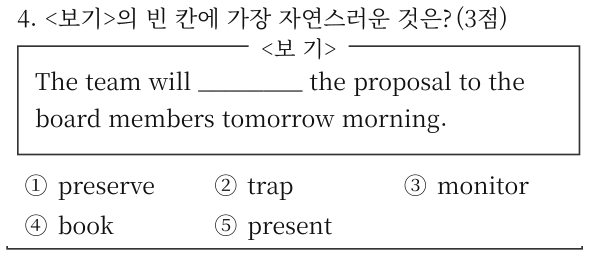 4. <보기>의 빈 칸에 가장 자연스러운 것은?(3점)
<보 기>
The team will ________ the proposal to the
board members tomorrow morning.
① preserve ② trap ③ monitor
④ book ⑤ present